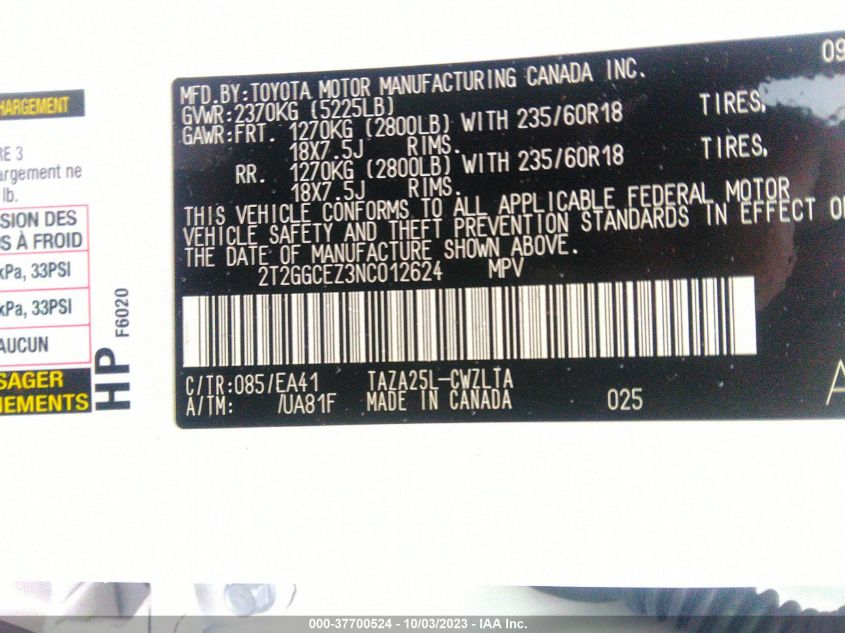 HARGEMENT
RE 3
argement ne
lb.
SION DES
S À FROID
kPa, 33PSI
kPa, 33PSI
AUCUN
SAGER
NEMENTS
HP F6020
09
MFD.BY:TOYOTA MOTOR MANUFACTURING CANADA INC.
GVWR:2370KG (5225LB)
GAWR:FRT. 1270KG (2800LB) WITH 235/60R18 TIRES,
18X7.5J RIMS.
RR. 1270KG (2800LB) WITH 235/60R18 TIRES,
18X7.5J RIMS.
THIS VEHICLE CONFORMS TO ALL APPLICABLE FEDERAL MOTOR
VEHICLE SAFETY AND THEFT PREVENTION STANDARDS IN EFFECT O
THE DATE OF MANUFACTURE SHOWN ABOVE.
2T2GGCEZ3NC012624 MPV
C/TR:085/EA41 TAZA25L-CWZLTA
A/TM: /UA81F MADE IN CANADA 025
A
000-37700524 - 10/03/2023 - IAA Inc.